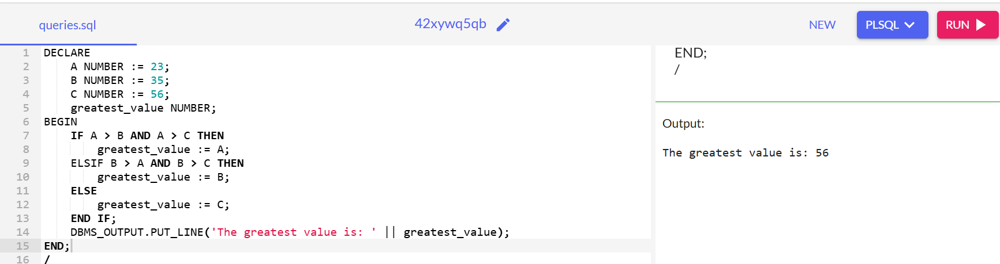 queries.sql
42xywq5qb
NEW
PLSQL
RUN
1 DECLARE
2 A NUMBER := 23;
3 B NUMBER := 35;
4 C NUMBER := 56;
5 greatest_value NUMBER;
6 BEGIN
7 IF A > B AND A > C THEN
8 greatest_value := A;
9 ELSIF B > A AND B > C THEN
10 greatest_value := B;
11 ELSE
12 greatest_value := C;
13 END IF;
14 DBMS_OUTPUT.PUT_LINE('The greatest value is: ' || greatest_value);
15 END;
16 /
END;
/
Output:
The greatest value is: 56